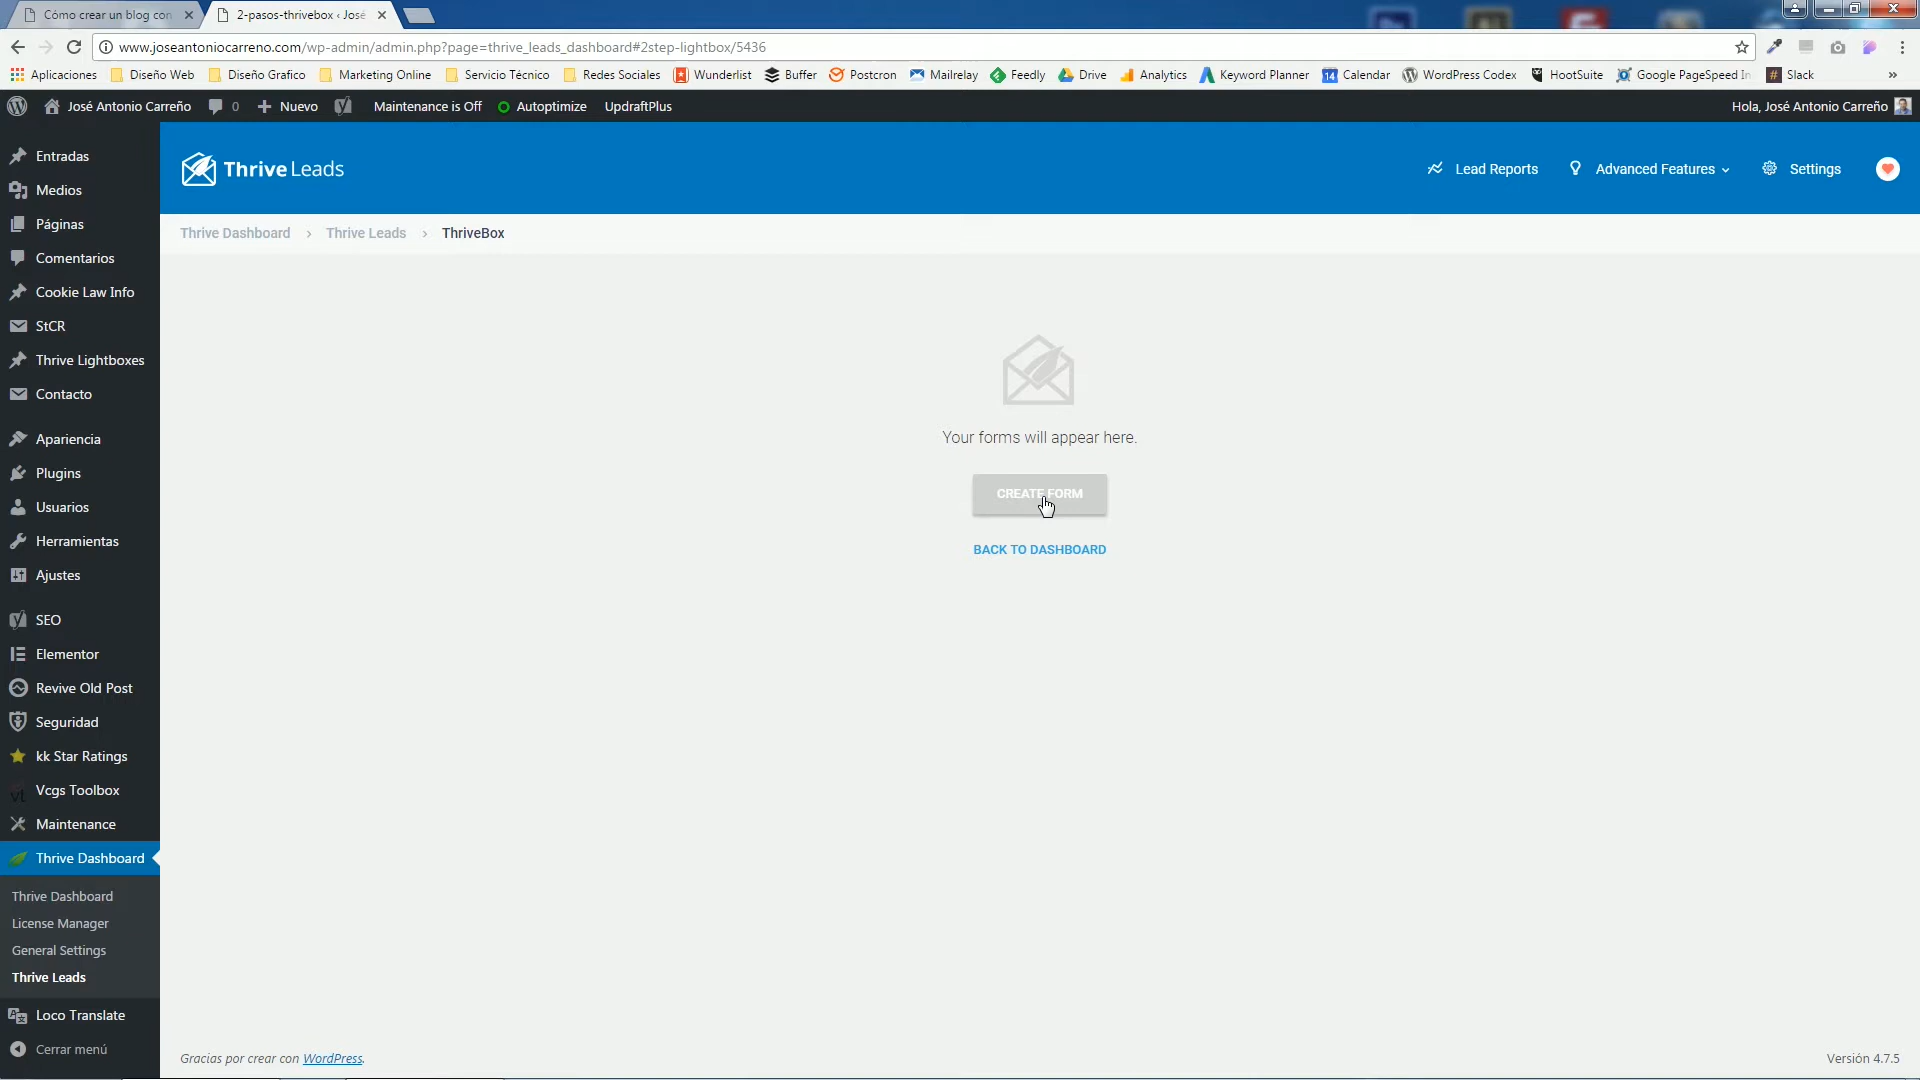 Cómo crear un blog con
2-pasos-thrivebox ‹ José
www.joseantoniocarreno.com/wp-admin/admin.php?page=thrive_leads_dashboard#2step-lightbox/5436
Aplicaciones Diseño Web Diseño Grafico Marketing Online Servicio Técnico Redes Sociales Wunderlist Buffer Postcron Mailrelay Feedly Drive Analytics Keyword Planner 14 Calendar WordPress Codex HootSuite Google PageSpeed In # Slack »
José Antonio Carreño 0 Nuevo Maintenance is Off Autoptimize UpdraftPlus Hola, José Antonio Carreño
Entradas
Medios
Páginas
Comentarios
Cookie Law Info
StCR
Thrive Lightboxes
Contacto
Apariencia
Plugins
Usuarios
Herramientas
Ajustes
SEO
Elementor
Revive Old Post
Seguridad
kk Star Ratings
Vcgs Toolbox
Maintenance
Thrive Dashboard
Thrive Dashboard
License Manager
General Settings
Thrive Leads
Loco Translate
Cerrar menú
Thrive Leads
Lead Reports Advanced Features Settings
Thrive Dashboard › Thrive Leads › ThriveBox
Your forms will appear here.
CREATE FORM
BACK TO DASHBOARD
Gracias por crear con WordPress.
Versión 4.7.5